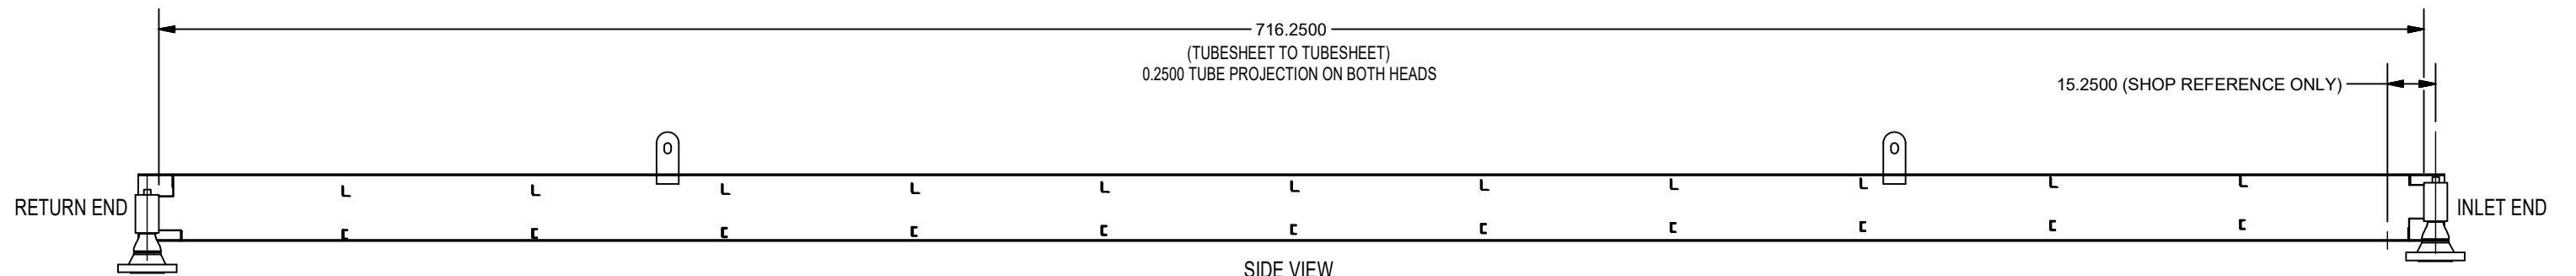 716.2500
(TUBESHEET TO TUBESHEET)
0.2500 TUBE PROJECTION ON BOTH HEADS
15.2500 (SHOP REFERENCE ONLY)
RETURN END
INLET END
SIDE VIEW